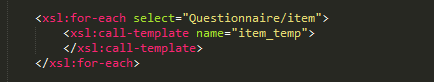 <xsl:for-each select="Questionnaire/item">
<xsl:call-template name="item_temp">
</xsl:call-template>
</xsl:for-each>